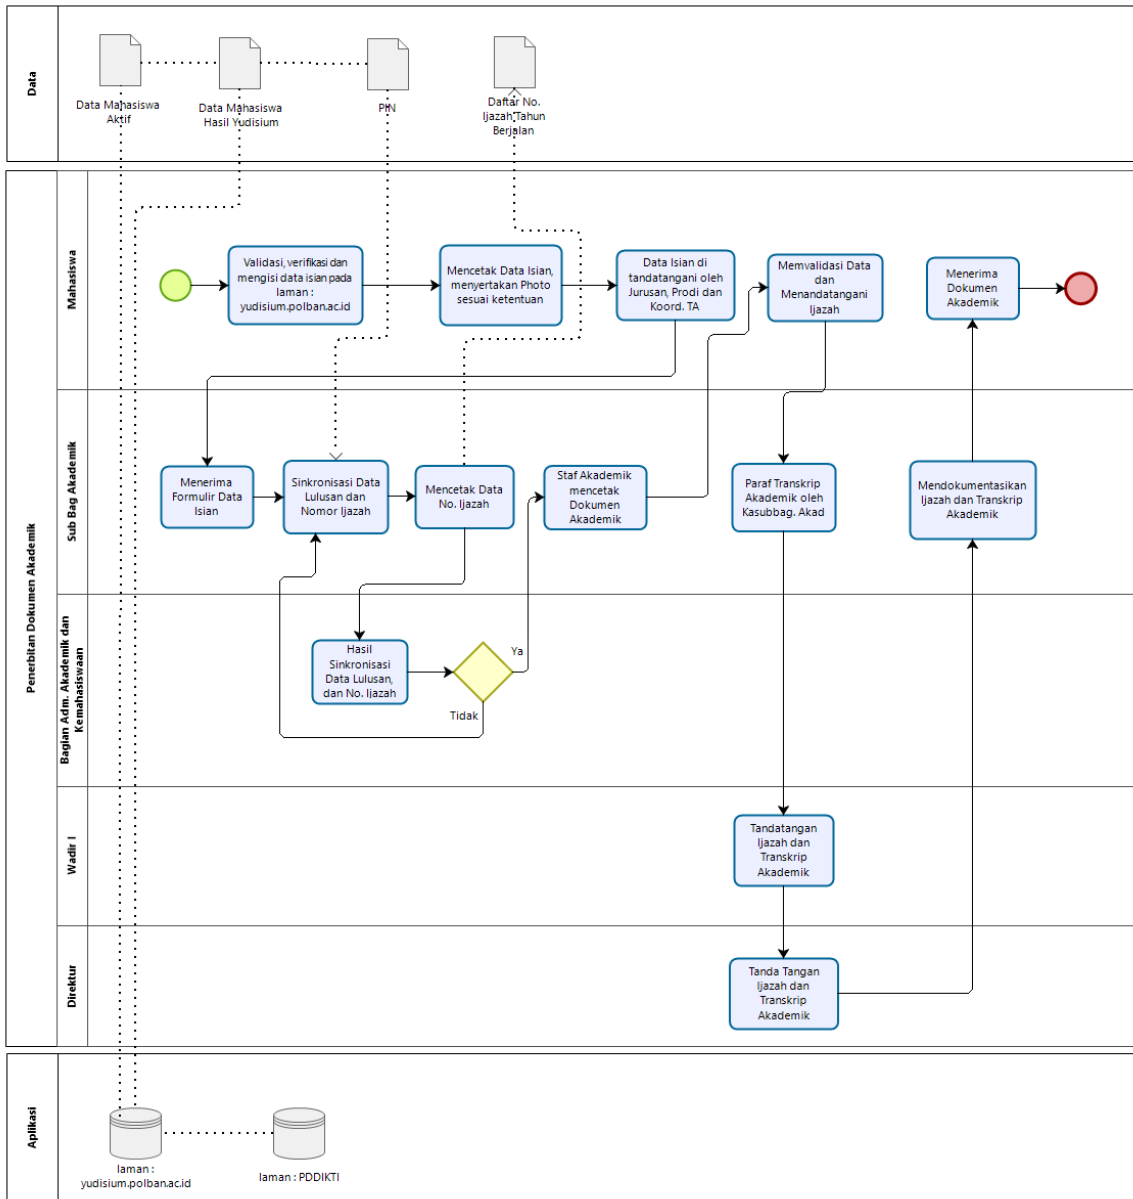 Data
Data Mahasiswa
Aktif
Data Mahasiswa
Hasil Yudisium
PIN
Daftar No.
Ijazah Tahun
Berjalan
Penerbitan Dokumen Akademik
Mahasiswa
Validasi, verifikasi dan
mengisi data isian pada
laman :
yudisium.polban.ac.id
Mencetak Data Isian,
menyertakan Photo
sesuai ketentuan
Data Isian di
tandatangani oleh
Jurusan, Prodi dan
Koord. TA
Memvalidasi Data
dan
Menandatangani
Ijazah
Menerima
Dokumen
Akademik
Sub Bag Akademik
Menerima
Formulir Data
Isian
Sinkronisasi Data
Lulusan dan
Nomor Ijazah
Mencetak Data
No. Ijazah
Staf Akademik
mencetak
Dokumen
Akademik
Paraf Transkrip
Akademik oleh
Kasubbag. Akad
Mendokumentasikan
Ijazah dan Transkrip
Akademik
Bagian Adm. Akademik dan
Kemahasiswaan
Hasil
Sinkronisasi
Data Lulusan,
dan No. Ijazah
Ya
Tidak
Wadir I
Tandatangan
Ijazah dan
Transkrip
Akademik
Direktur
Tanda Tangan
Ijazah dan
Transkrip
Akademik
Aplikasi
laman :
yudisium.polban.ac.id
laman : PDDIKTI